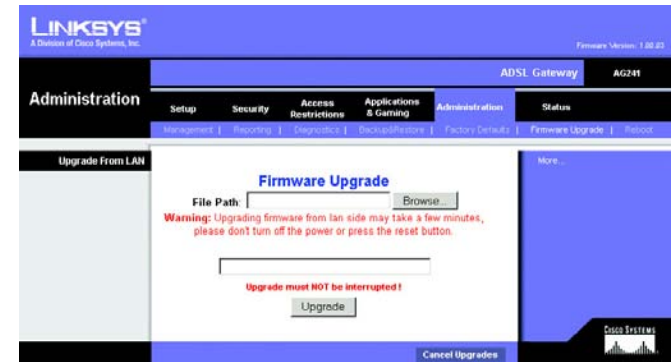 LINKSYS®
A Division of Cisco Systems, Inc.
Firmware Version: 1.00.03
ADSL Gateway AG241
Administration
Setup Security Access Restrictions Applications & Gaming Administration Status
Management | Reporting | Diagnostics | Backup&Restore | Factory Defaults | Firmware Upgrade | Reboot
Upgrade From LAN
More...
Firmware Upgrade
File Path: Browse...
Warning: Upgrading firmware from lan side may take a few minutes,
please don't turn off the power or press the reset button.
Upgrade must NOT be interrupted !
Upgrade
Cancel Upgrades
CISCO SYSTEMS